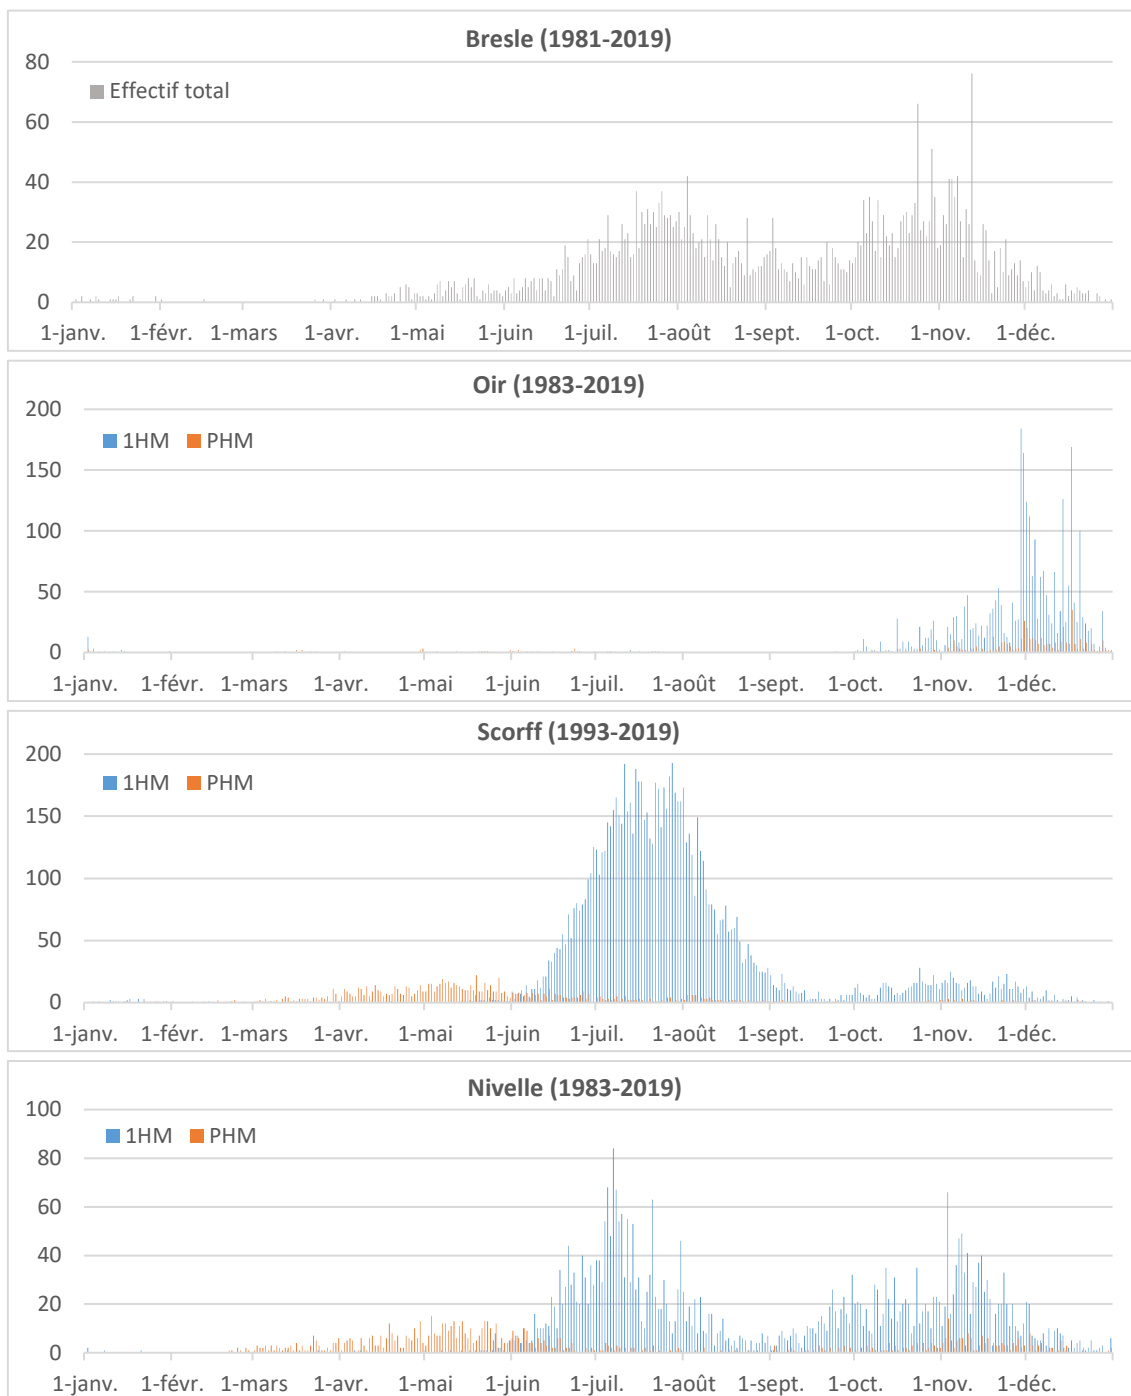 Bresle (1981-2019)
80
Effectif total
60
40
20
0
1-janv. 1-févr. 1-mars 1-avr. 1-mai 1-juin 1-juil. 1-août 1-sept. 1-oct. 1-nov. 1-déc.
Oir (1983-2019)
200
1HM PHM
150
100
50
0
1-janv. 1-févr. 1-mars 1-avr. 1-mai 1-juin 1-juil. 1-août 1-sept. 1-oct. 1-nov. 1-déc.
Scorff (1993-2019)
200
1HM PHM
150
100
50
0
1-janv. 1-févr. 1-mars 1-avr. 1-mai 1-juin 1-juil. 1-août 1-sept. 1-oct. 1-nov. 1-déc.
Nivelle (1983-2019)
100
1HM PHM
80
60
40
20
0
1-janv. 1-févr. 1-mars 1-avr. 1-mai 1-juin 1-juil. 1-août 1-sept. 1-oct. 1-nov. 1-déc.